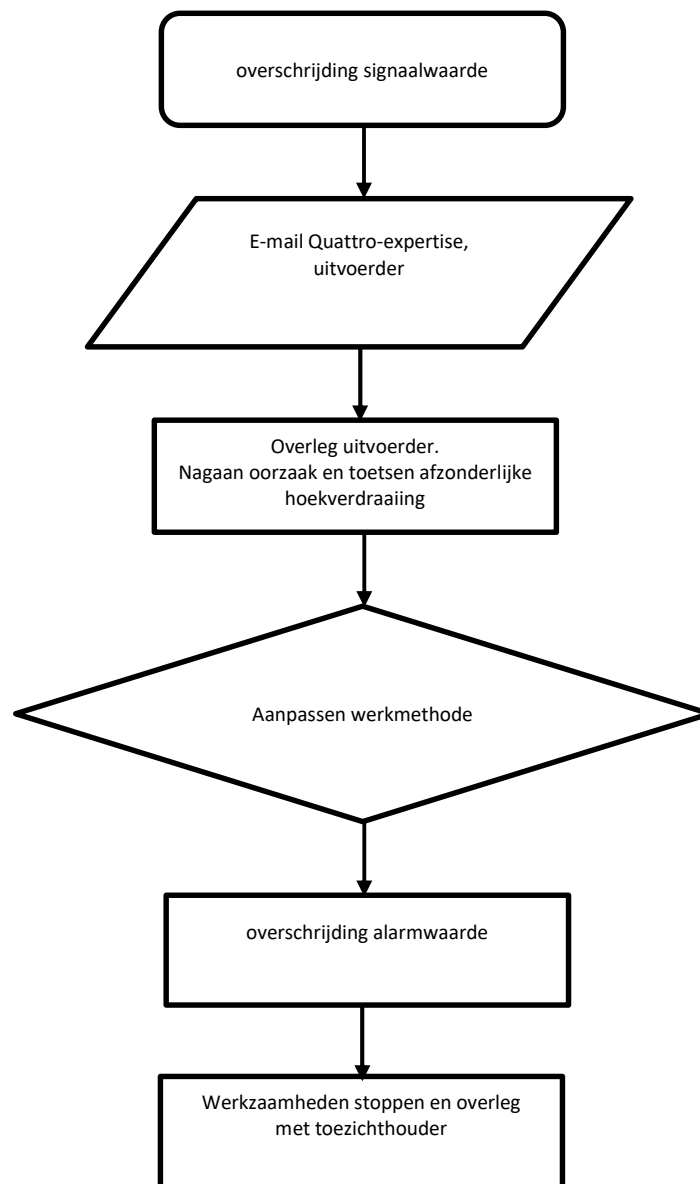 overschrijding signaalwaarde
E-mail Quattro-expertise,
uitvoerder
Overleg uitvoerder.
Nagaan oorzaak en toetsen afzonderlijke
hoekverdraaiing
Aanpassen werkmethode
overschrijding alarmwaarde
Werkzaamheden stoppen en overleg
met toezichthouder